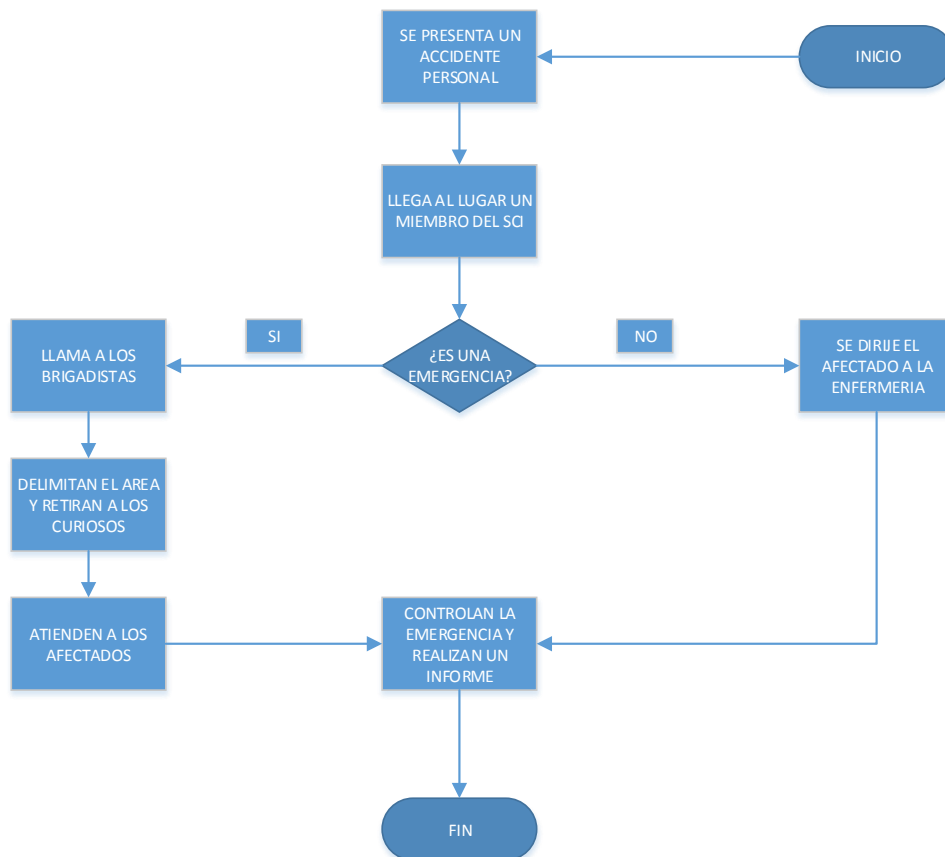 INICIO
SE PRESENTA UN
ACCIDENTE
PERSONAL
LLEGA AL LUGAR UN
MIEMBRO DEL SCI
¿ES UNA
EMERGENCIA?
SI
NO
LLAMA A LOS
BRIGADISTAS
SE DIRIJE EL
AFECTADO A LA
ENFERMERIA
DELIMITAN EL AREA
Y RETIRAN A LOS
CURIOSOS
ATIENDEN A LOS
AFECTADOS
CONTROLAN LA
EMERGENCIA Y
REALIZAN UN
INFORME
FIN